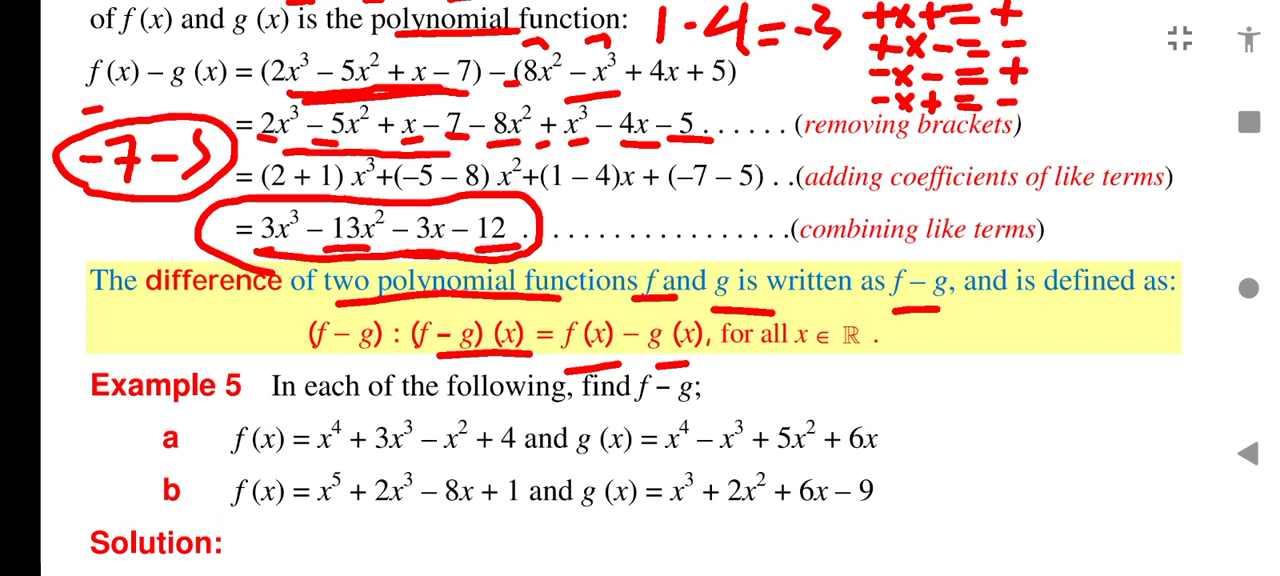 of f (x) and g (x) is the polynomial function:
1 - 4 = -3
+ x + = +
+ x - = -
- x - = +
- x + = -
f (x) – g (x) = (2x³ – 5x² + x – 7) – (8x² – x³ + 4x + 5)
= 2x³ – 5x² + x – 7 – 8x² + x³ – 4x – 5 . . . . . . (removing brackets)
-7-5
= (2 + 1) x³+(–5 – 8) x²+(1 – 4)x + (–7 – 5) . .(adding coefficients of like terms)
= 3x³ – 13x² – 3x – 12 . . . . . . . . . . . . . . . . . .(combining like terms)
The difference of two polynomial functions f and g is written as f – g, and is defined as:
(f – g) : (f – g) (x) = f (x) – g (x), for all x ∈ ℝ .
Example 5 In each of the following, find f – g;
a f (x) = x⁴ + 3x³ – x² + 4 and g (x) = x⁴ – x³ + 5x² + 6x
b f (x) = x⁵ + 2x³ – 8x + 1 and g (x) = x³ + 2x² + 6x – 9
Solution: